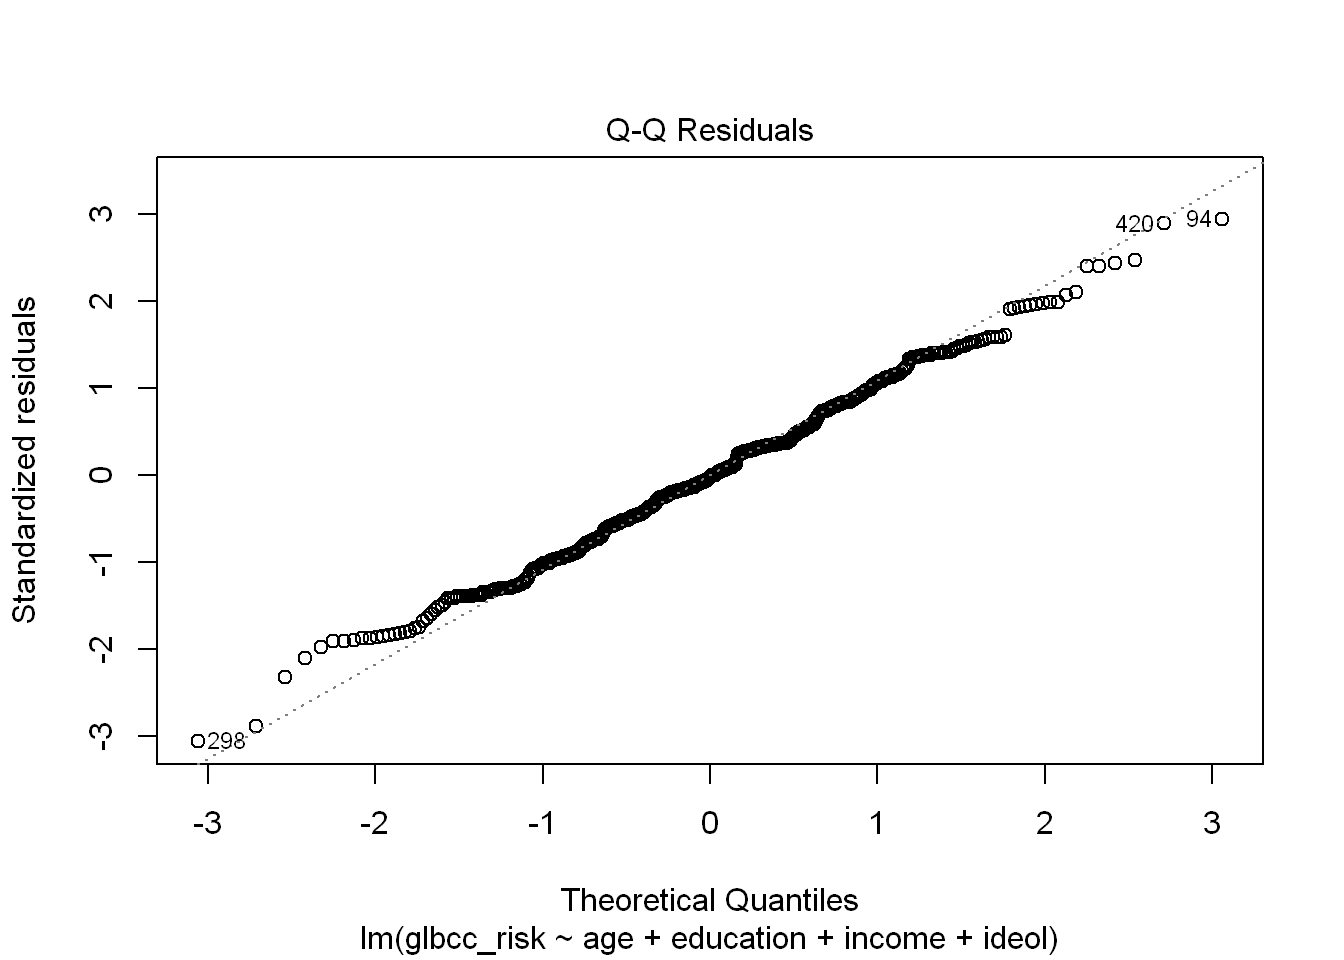 Q-Q Residuals
Standardized residuals
3
2
1
0
-1
-2
-3
420
94
298
-3 -2 -1 0 1 2 3
Theoretical Quantiles
lm(glbcc_risk ~ age + education + income + ideol)